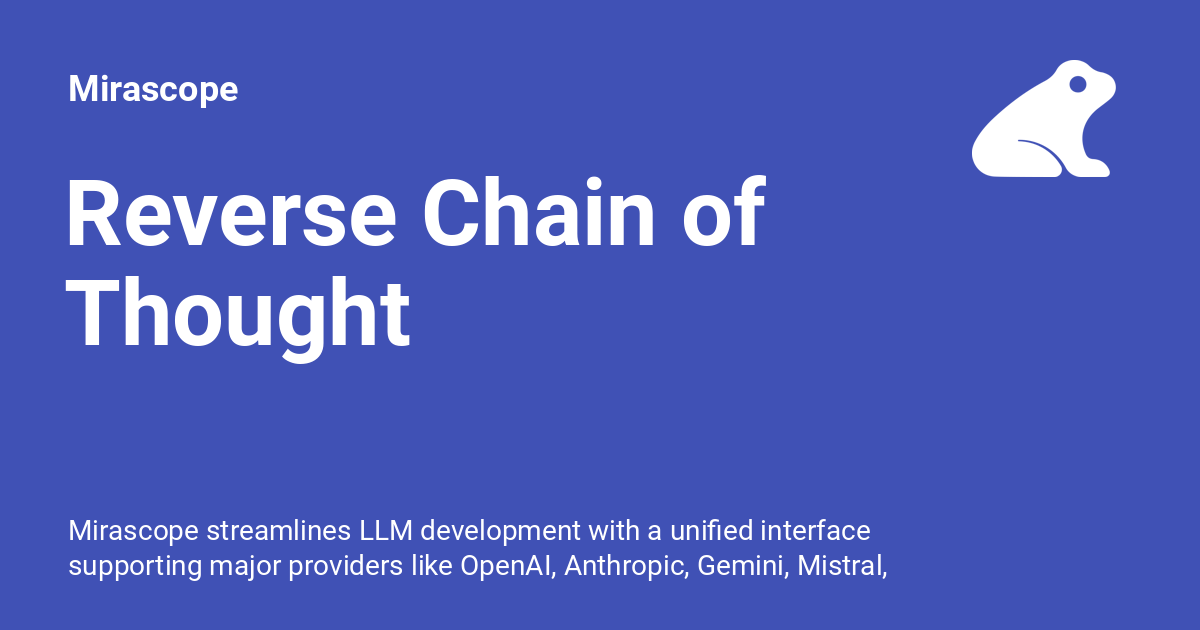 Mirascope
Reverse Chain of
Thought
Mirascope streamlines LLM development with a unified interface
supporting major providers like OpenAI, Anthropic, Gemini, Mistral,